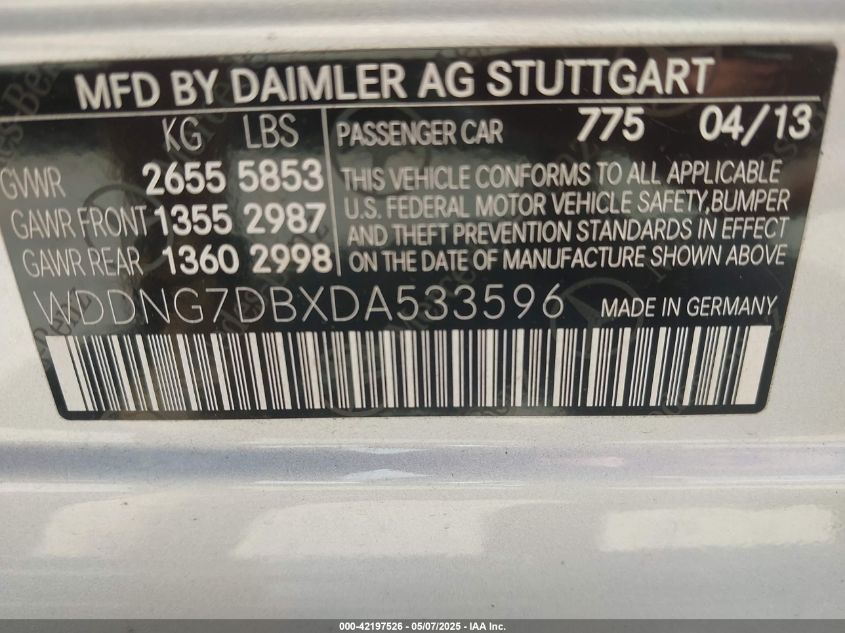 MFD BY DAIMLER AG STUTTGART
KG LBS
GVWR 2655 5853
GAWR FRONT 1355 2987
GAWR REAR 1360 2998
PASSENGER CAR 775 04/13
THIS VEHICLE CONFORMS TO ALL APPLICABLE
U.S. FEDERAL MOTOR VEHICLE SAFETY,BUMPER
AND THEFT PREVENTION STANDARDS IN EFFECT
ON THE DATE OF MANUFACTURE SHOWN ABOVE
WDDNG7DBXDA533596 MADE IN GERMANY
000-42197526 - 05/07/2025 - IAA Inc.